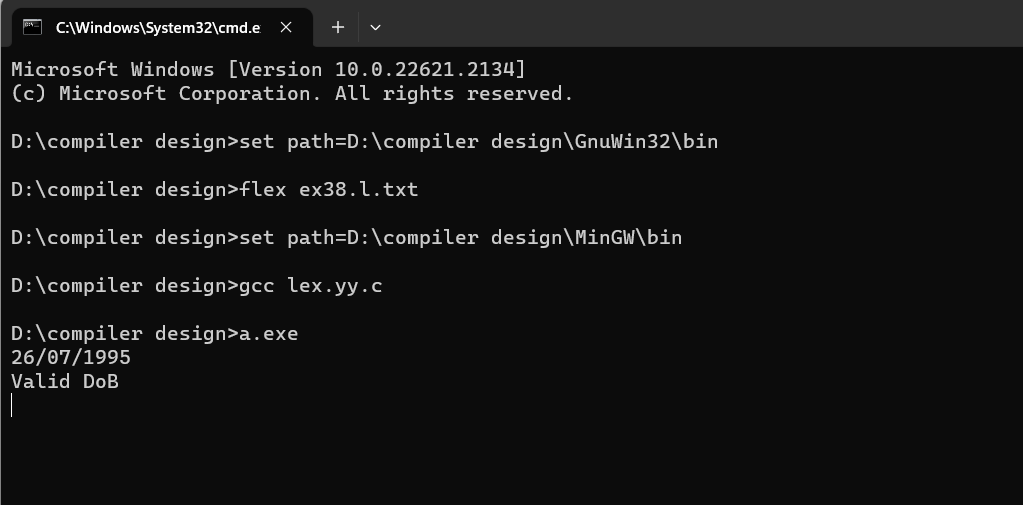 C:\Windows\System32\cmd.e
Microsoft Windows [Version 10.0.22621.2134]
(c) Microsoft Corporation. All rights reserved.
D:\compiler design>set path=D:\compiler design\GnuWin32\bin
D:\compiler design>flex ex38.l.txt
D:\compiler design>set path=D:\compiler design\MinGW\bin
D:\compiler design>gcc lex.yy.c
D:\compiler design>a.exe
26/07/1995
Valid DoB